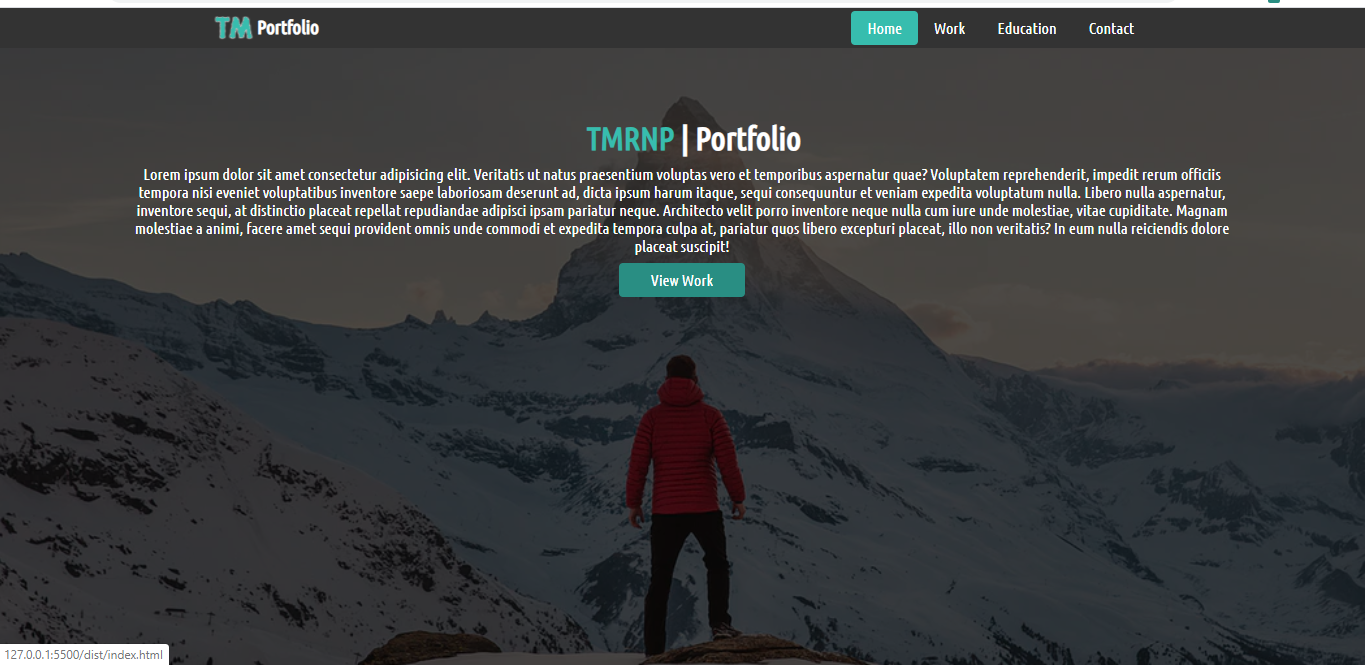 TM Portfolio
Home Work Education Contact
TMRNP | Portfolio
Lorem ipsum dolor sit amet consectetur adipisicing elit. Veritatis ut natus praesentium voluptas vero et temporibus aspernatur quae? Voluptatem reprehenderit, impedit rerum officiis
tempora nisi eveniet voluptatibus inventore saepe laboriosam deserunt ad, dicta ipsum harum itaque, sequi consequuntur et veniam expedita voluptatum nulla. Libero nulla aspernatur,
inventore sequi, at distinctio placeat repellat repudiandae adipisci ipsam pariatur neque. Architecto velit porro inventore neque nulla cum iure unde molestiae, vitae cupiditate. Magnam
molestiae a animi, facere amet sequi provident omnis unde commodi et expedita tempora culpa at, pariatur quos libero excepturi placeat, illo non veritatis? In eum nulla reiciendis dolore
placeat suscipit!
View Work
127.0.0.1:5500/dist/index.html